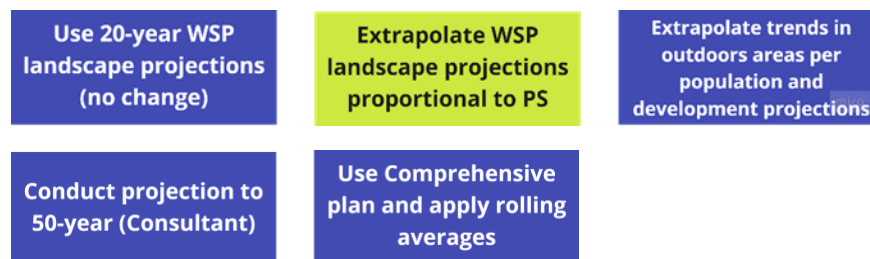 Use 20-year WSP
landscape projections
(no change)
Extrapolate WSP
landscape projections
proportional to PS
Extrapolate trends in
outdoors areas per
population and
development projections
Conduct projection to
50-year (Consultant)
Use Comprehensive
plan and apply rolling
averages